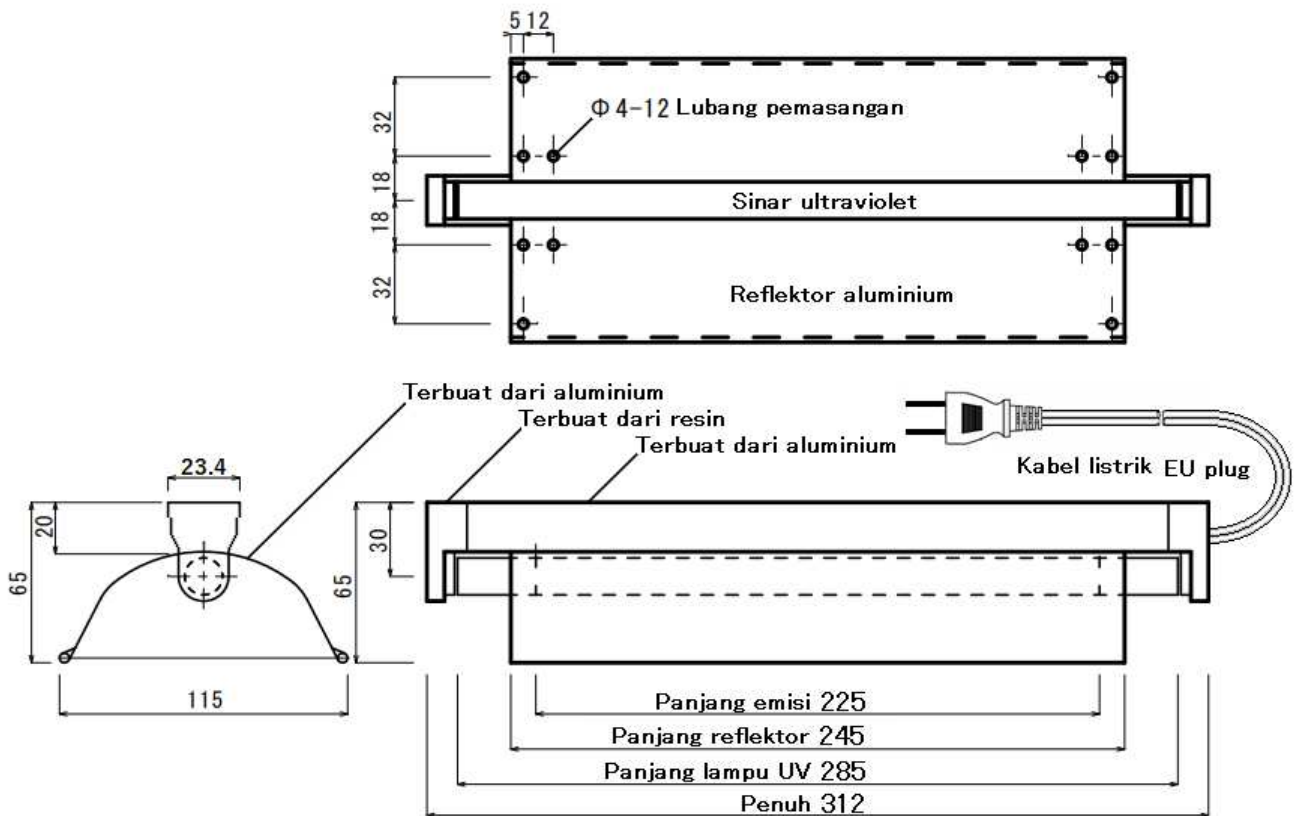 5 12
32
Φ 4-12 Lubang pemasangan
18
Sinar ultraviolet
18
32
Reflektor aluminium
Terbuat dari aluminium
Terbuat dari resin
Terbuat dari aluminium
Kabel listrik EU plug
23.4
20
30
65
65
115
Panjang emisi 225
Panjang reflektor 245
Panjang lampu UV 285
Penuh 312